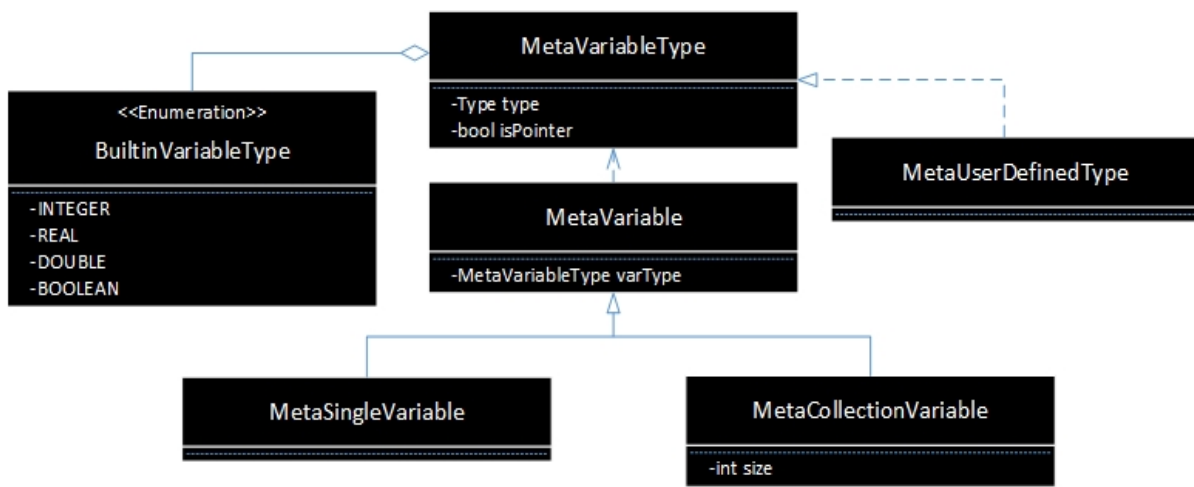 MetaVariableType
-Type type
-bool isPointer
<<Enumeration>>
BuiltinVariableType
-INTEGER
-REAL
-DOUBLE
-BOOLEAN
MetaUserDefinedType
MetaVariable
-MetaVariableType varType
MetaSingleVariable
MetaCollectionVariable
-int size